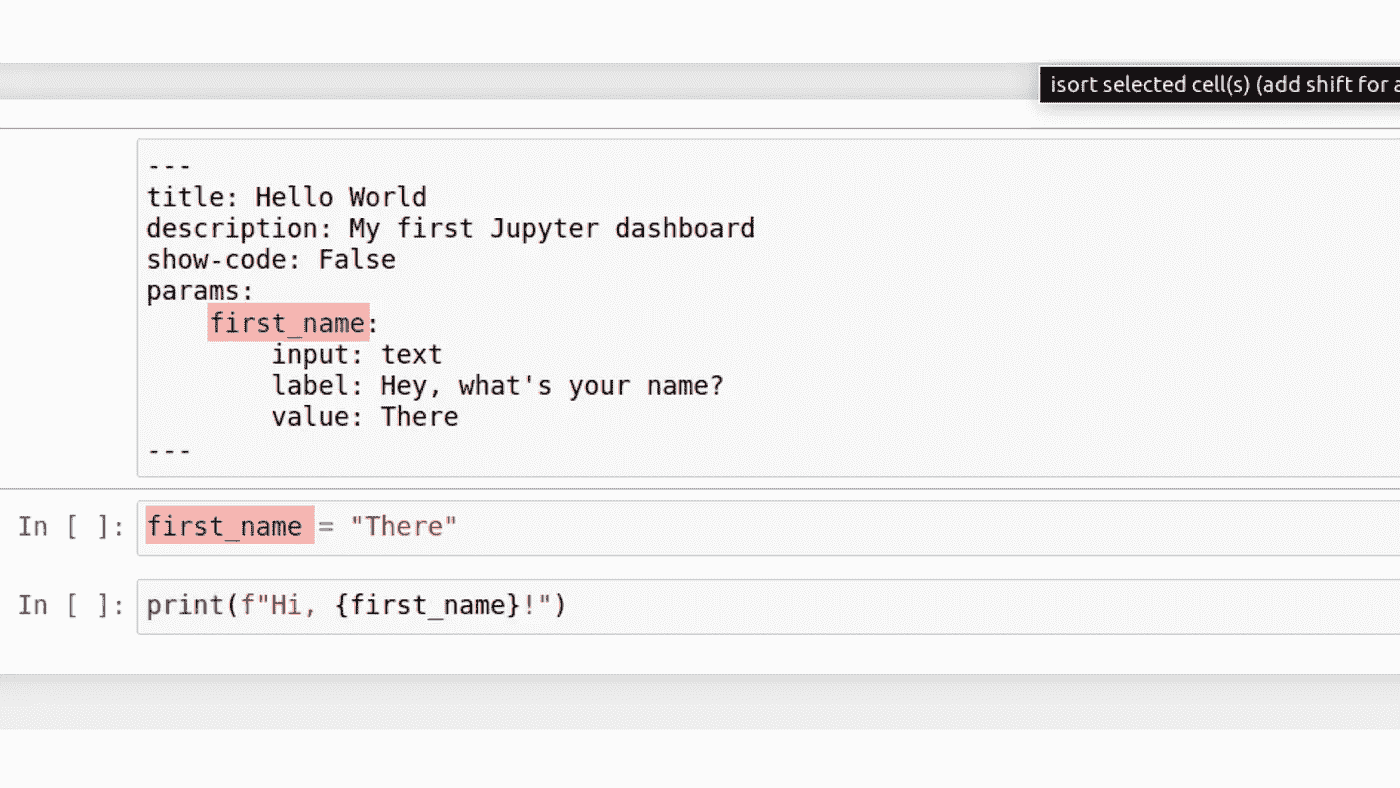 isort selected cell(s) (add shift for
---
title: Hello World
description: My first Jupyter dashboard
show-code: False
params:
    first_name:
        input: text
        label: Hey, what's your name?
        value: There
---
In [ ]: first_name = "There"
In [ ]: print(f"Hi, {first_name}!")